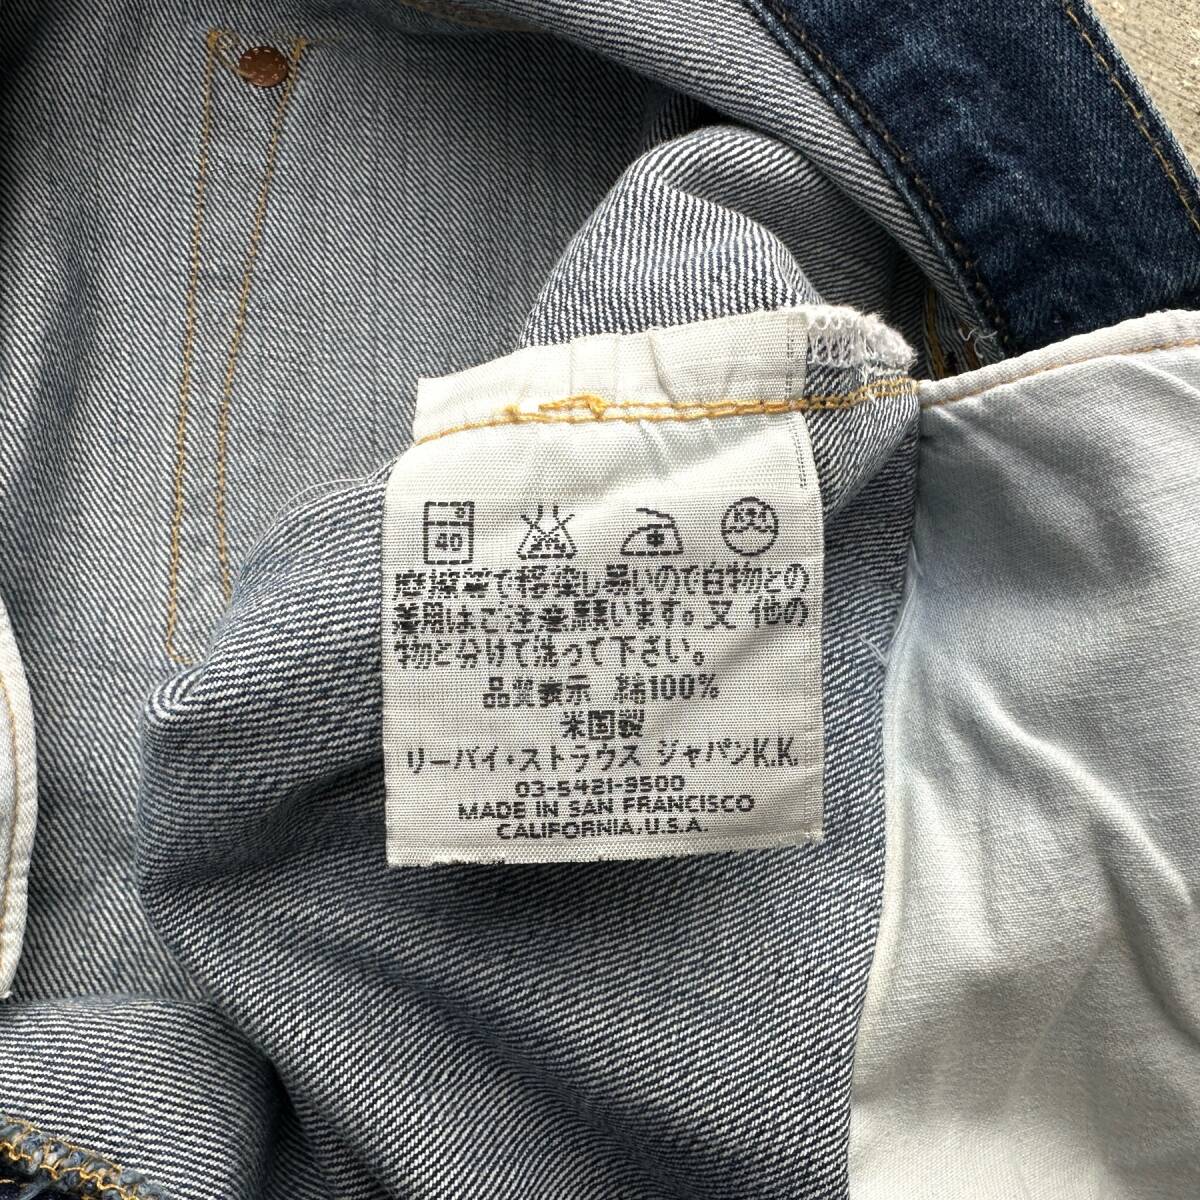 40
摩擦等で移染し易いので白物との
着用はご注意願います。又 他の
物と分けて洗って下さい。
品質表示 綿100%
米国製
リーバイ・ストラウス ジャパンK.K.
03-5421-9500
MADE IN SAN FRANCISCO
CALIFORNIA.U.S.A.